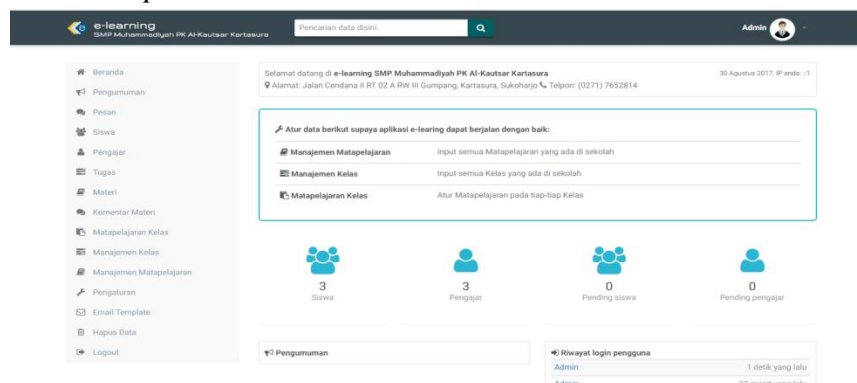 e-learning
SMP Muhammadiyah PK Al-Kautsar Kartasura
Pencarian data disini.
Admin
Beranda
Pengumuman
Pesan
Siswa
Pengajar
Tugas
Materi
Komentar Materi
Matapelajaran Kelas
Manajemen Kelas
Manajemen Matapelajaran
Pengaturan
Email Template
Hapus Data
Logout
Selamat datang di e-learning SMP Muhammadiyah PK Al-Kautsar Kartasura
30 Agustus 2017, IP anda: ::1
Alamat: Jalan Cendana II RT 02 A RW III Gumpang, Kartasura, Sukoharjo Telpon: (0271) 7652814
Atur data berikut supaya aplikasi e-learing dapat berjalan dengan baik:
Manajemen Matapelajaran Input semua Matapelajaran yang ada di sekolah
Manajemen Kelas Input semua Kelas yang ada di sekolah
Matapelajaran Kelas Atur Matapelajaran pada tiap-tiap Kelas
3
Siswa
3
Pengajar
0
Pending siswa
0
Pending pengajar
Pengumuman
Riwayat login pengguna
Admin 1 detik yang lalu